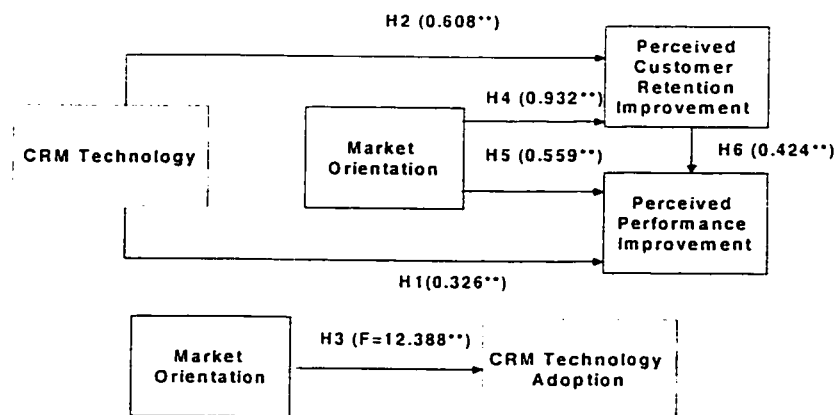 H2 (0.608**)
Perceived
Customer
Retention
Improvement
H4 (0.932**)
CRM Technology
Market
Orientation
H5 (0.559**)
H6 (0.424**)
Perceived
Performance
Improvement
H1(0.326**)
Market
Orientation
H3 (F=12.388**)
CRM Technology
Adoption